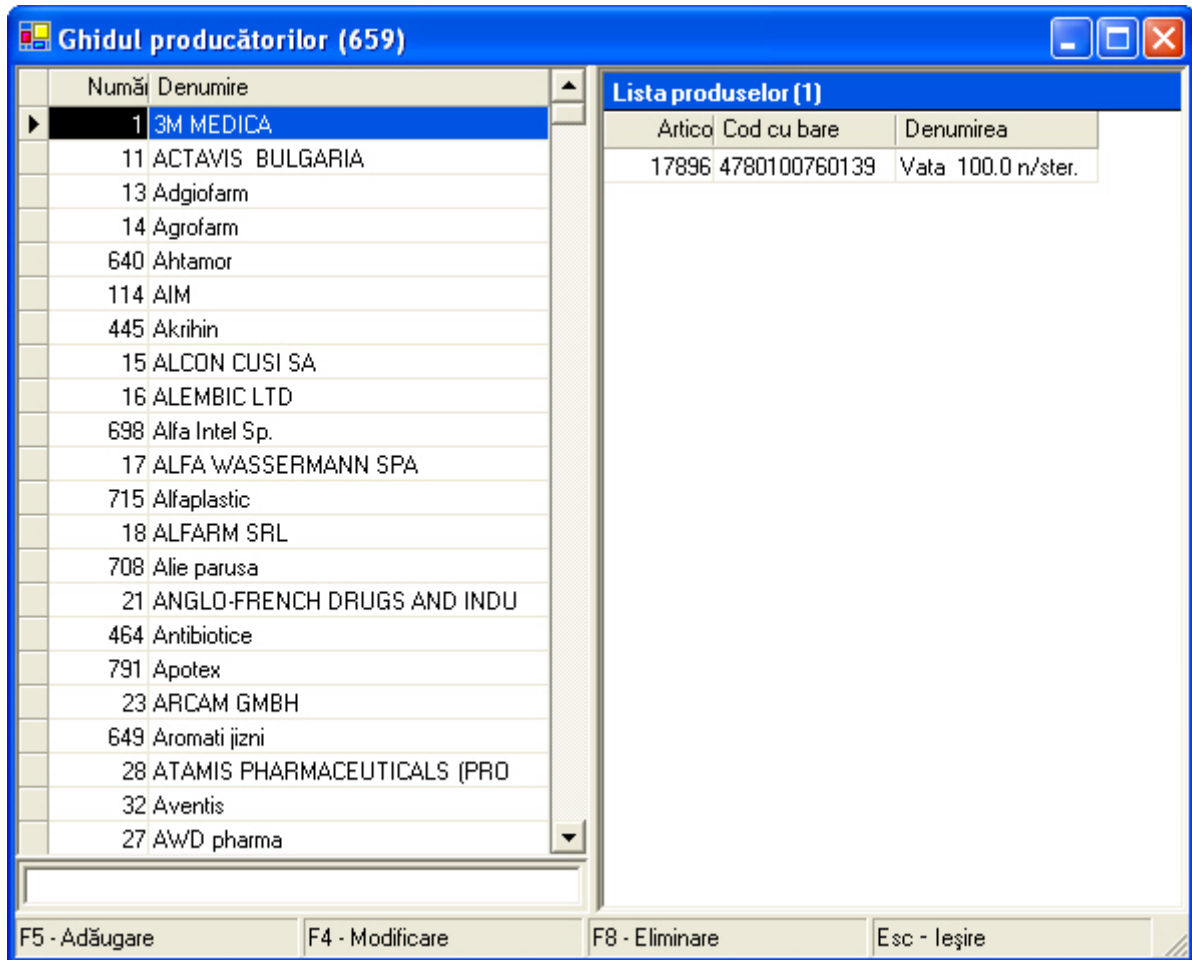 Ghidul producătorilor (659)
Număr Denumire
1 3M MEDICA
11 ACTAVIS BULGARIA
13 Adgiofarm
14 Agrofarm
640 Ahtamor
114 AIM
445 Akrihin
15 ALCON CUSI SA
16 ALEMBIC LTD
698 Alfa Intel Sp.
17 ALFA WASSERMANN SPA
715 Alfaplastic
18 ALFARM SRL
708 Alie parusa
21 ANGLO-FRENCH DRUGS AND INDU
464 Antibiotice
791 Apotex
23 ARCAM GMBH
649 Aromati jizni
28 ATAMIS PHARMACEUTICALS (PRO
32 Aventis
27 AWD pharma
Lista produselor (1)
Artico Cod cu bare Denumirea
17896 4780100760139 Vata 100.0 n/ster.
F5 - Adăugare F4 - Modificare F8 - Eliminare Esc - Ieşire